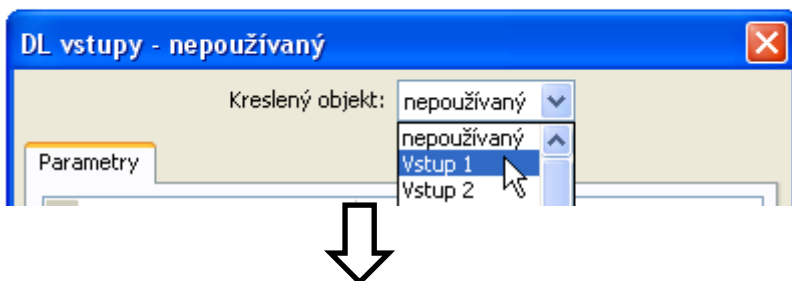 DL vstupy - nepoužívaný
Kreslený objekt: nepoužívaný
nepoužívaný
Parametry
Vstup 1
Vstup 2